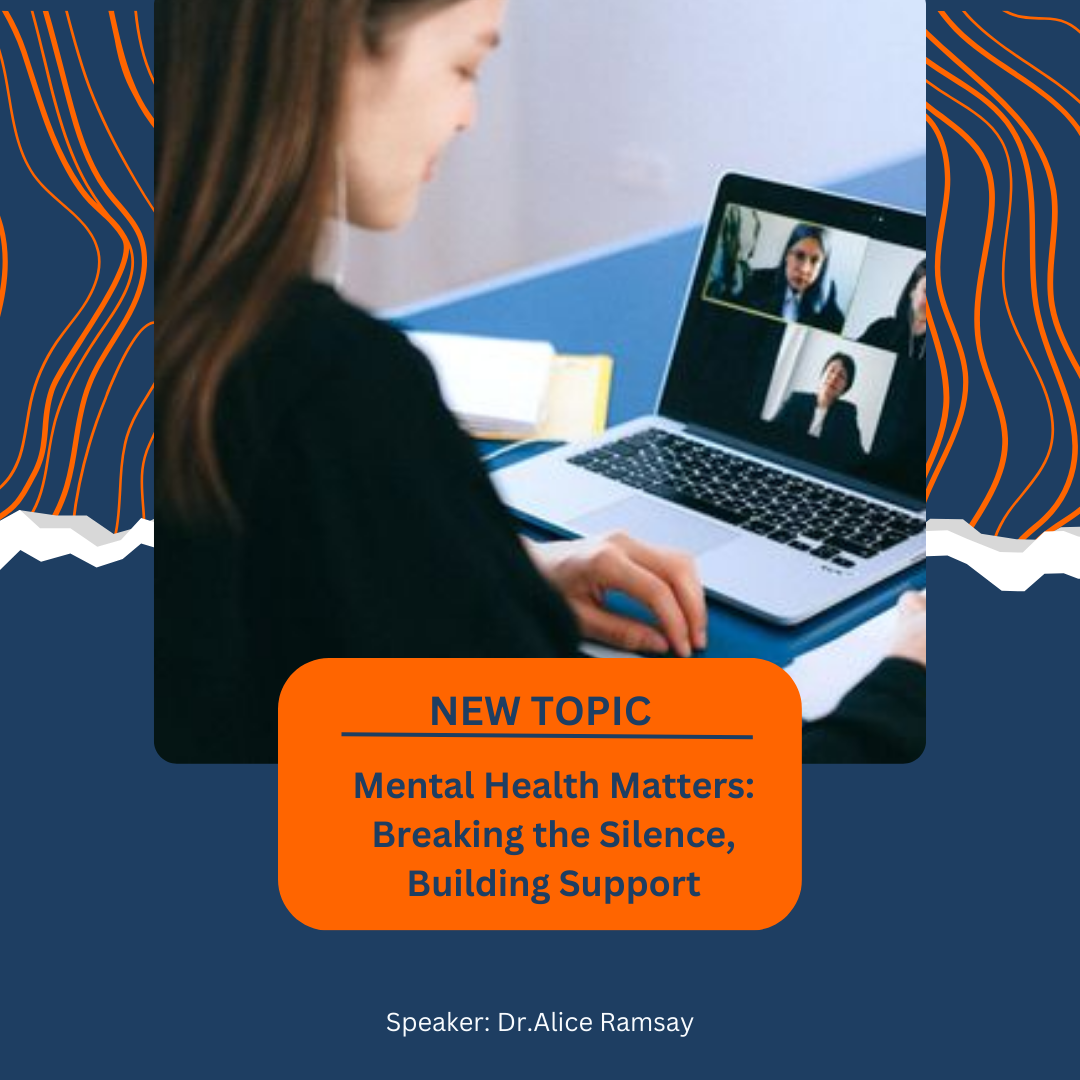 NEW TOPIC
Mental Health Matters:
Breaking the Silence,
Building Support
Speaker: Dr.Alice Ramsay